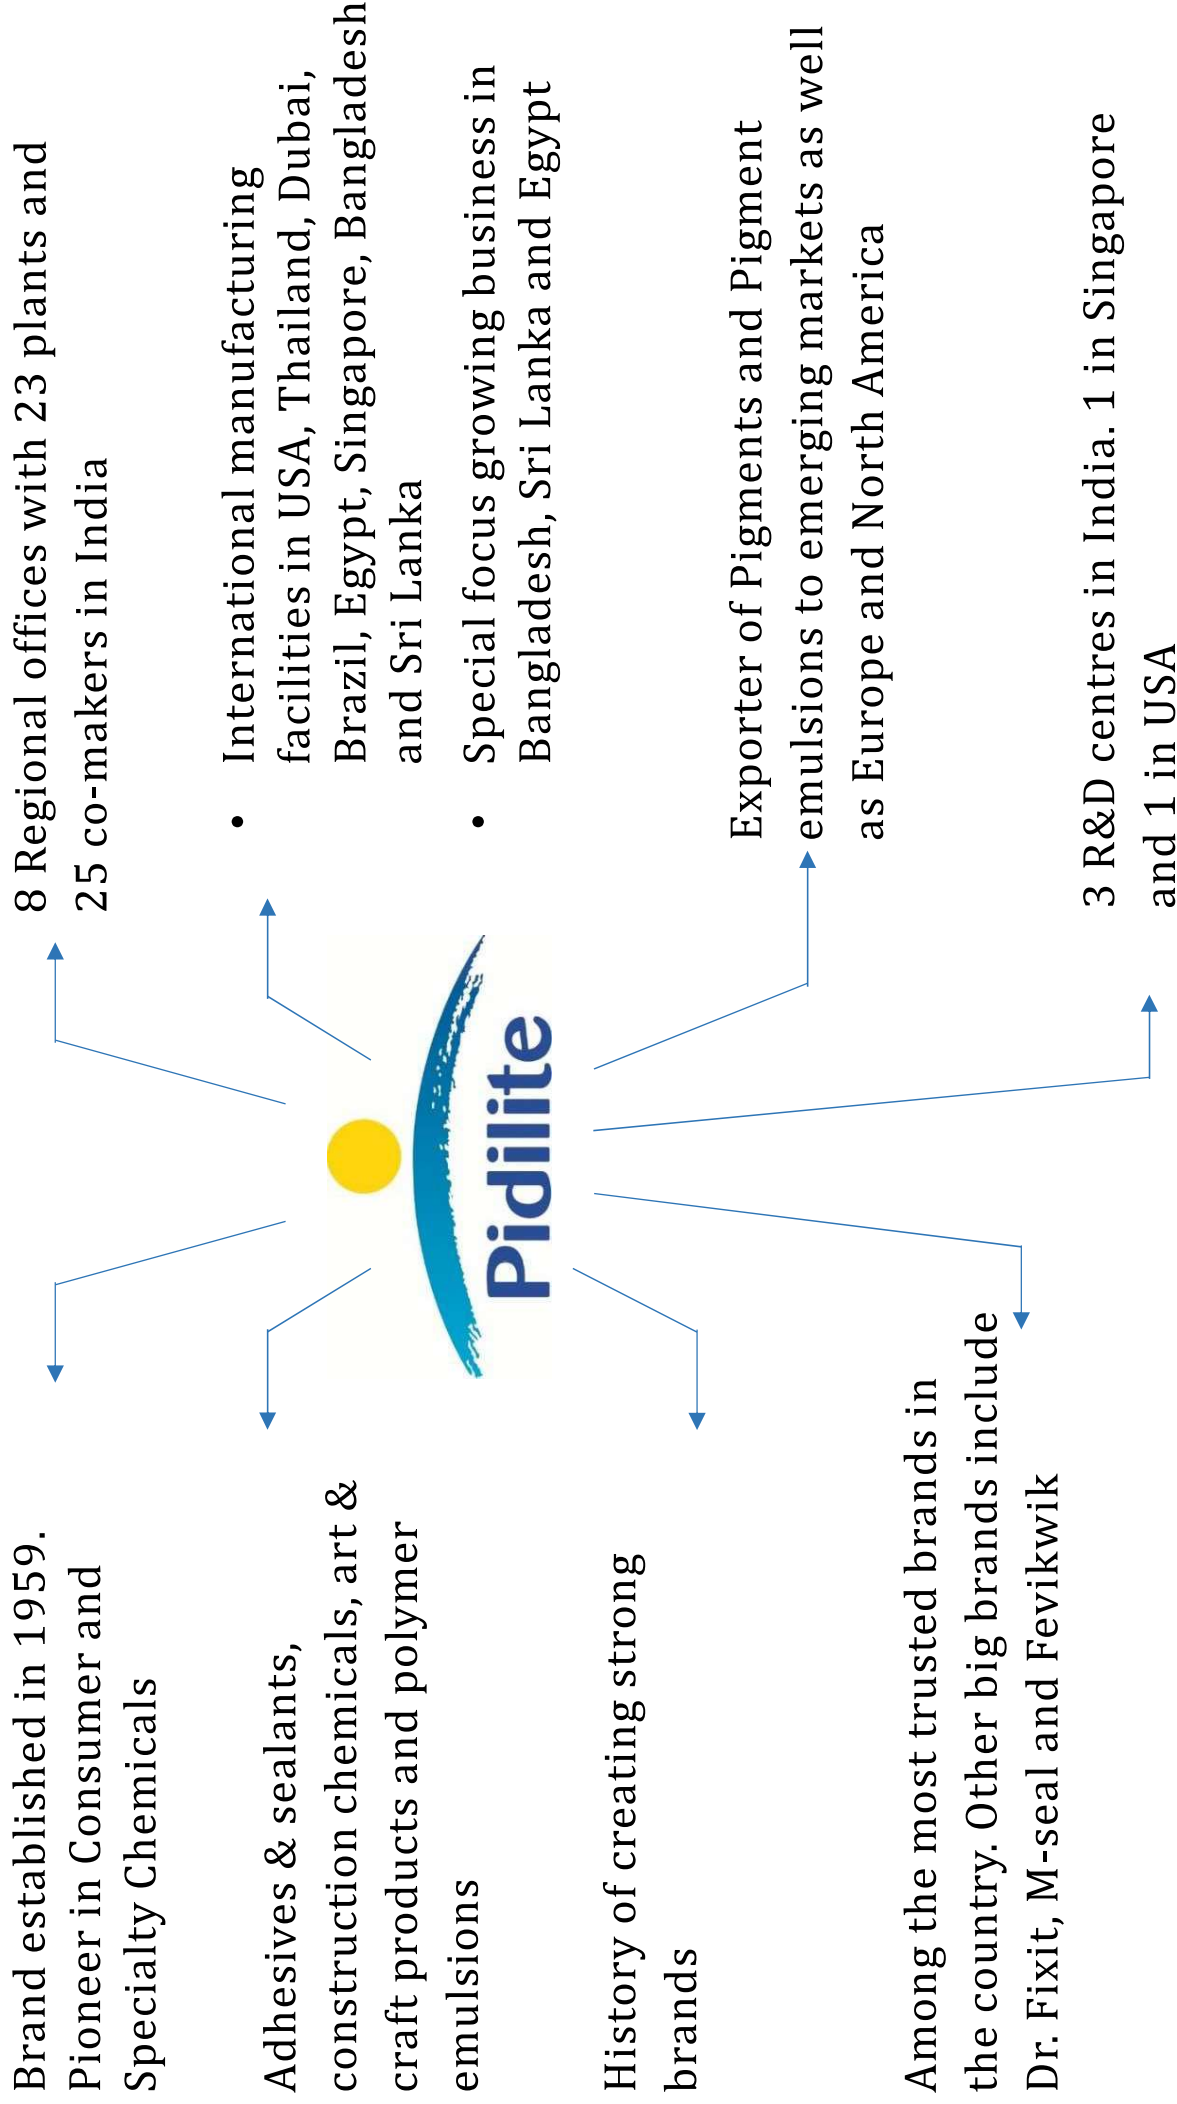 Brand established in 1959.
Pioneer in Consumer and
Specialty Chemicals
Adhesives & sealants,
construction chemicals, art &
craft products and polymer
emulsions
History of creating strong
brands
Among the most trusted brands in
the country. Other big brands include
Dr. Fixit, M-seal and Fevikwik
Pidilite
8 Regional offices with 23 plants and
25 co-makers in India
• International manufacturing
facilities in USA, Thailand, Dubai,
Brazil, Egypt, Singapore, Bangladesh
and Sri Lanka
• Special focus growing business in
Bangladesh, Sri Lanka and Egypt
Exporter of Pigments and Pigment
emulsions to emerging markets as well
as Europe and North America
3 R&D centres in India. 1 in Singapore
and 1 in USA